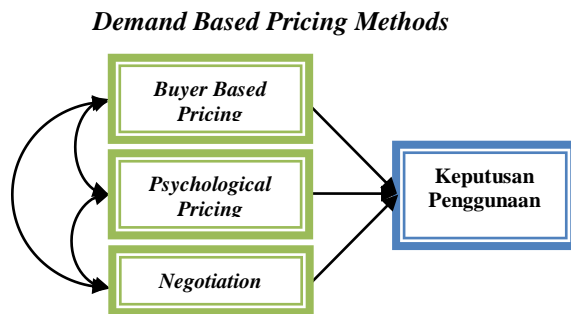 Demand Based Pricing Methods
Buyer Based
Pricing
Psychological
Pricing
Negotiation
Keputusan
Penggunaan